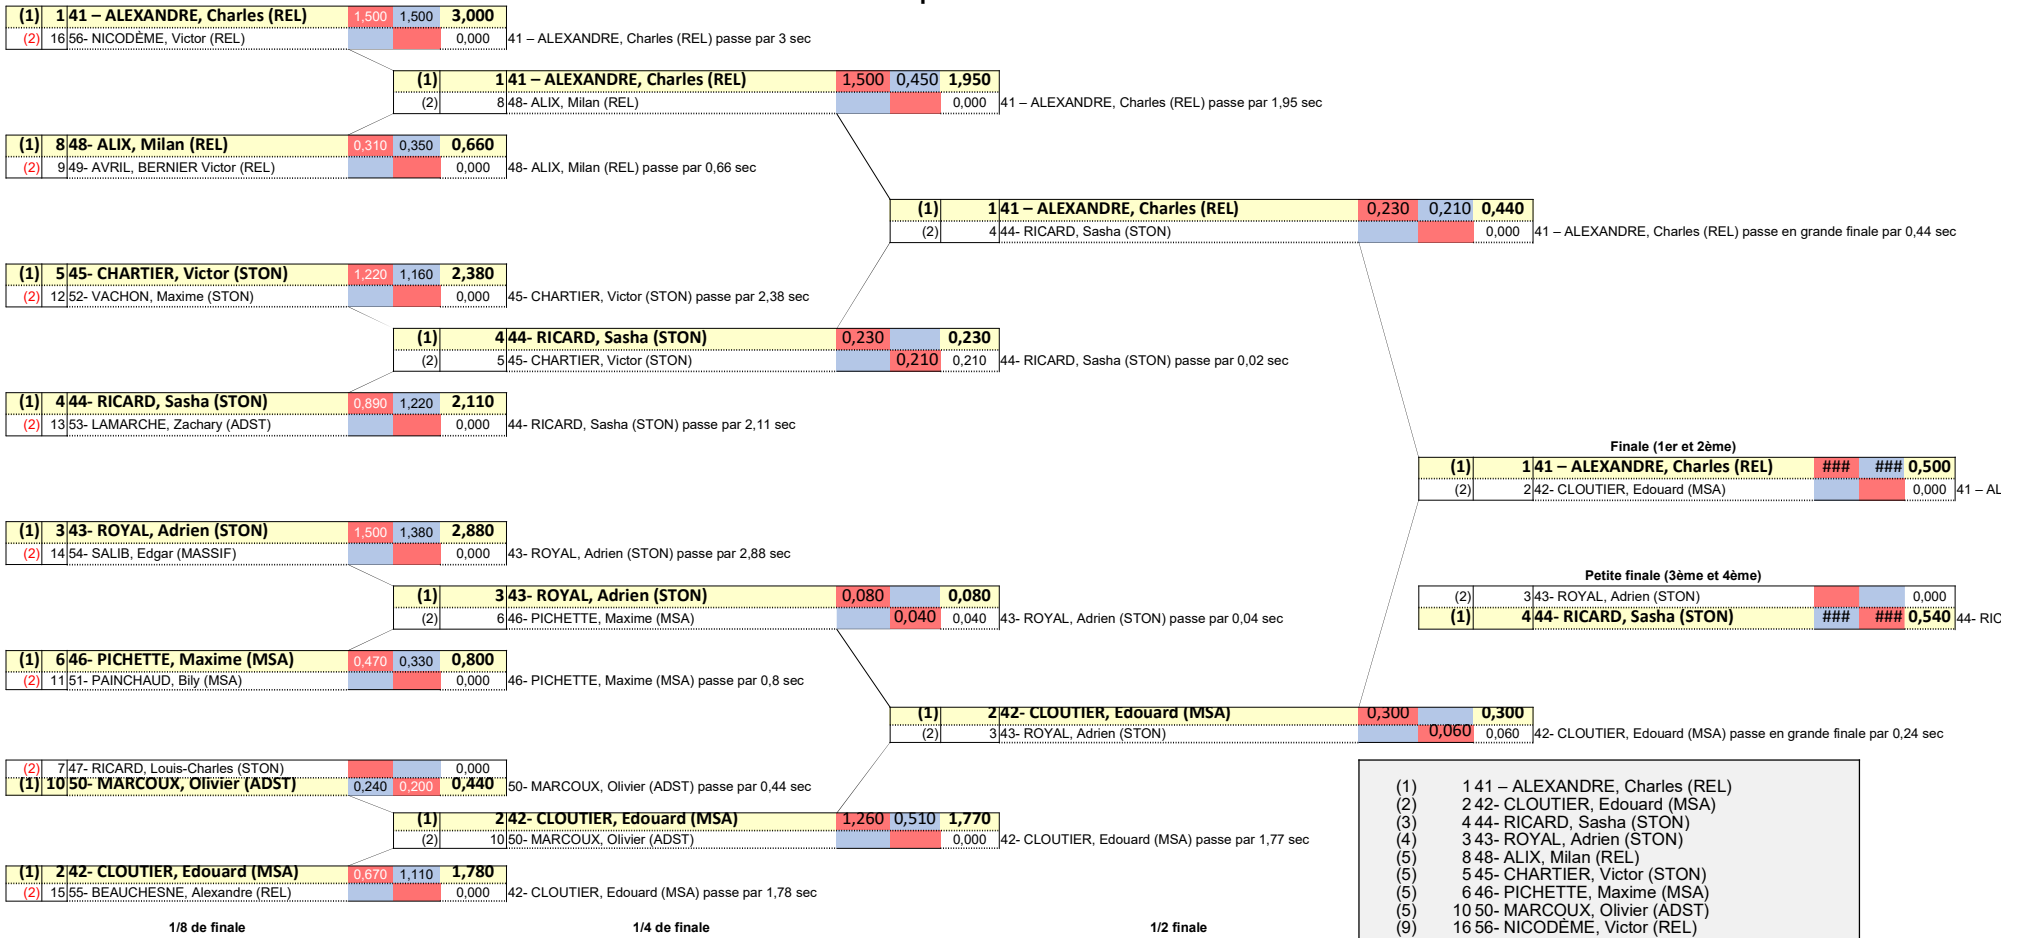 (1) 1 41 – ALEXANDRE, Charles (REL) 1,500 1,500 3,000
(2) 16 56- NICODÈME, Victor (REL) 0,000 41 – ALEXANDRE, Charles (REL) passe par 3 sec
(1) 1 41 – ALEXANDRE, Charles (REL) 1,500 0,450 1,950
(2) 8 48- ALIX, Milan (REL) 0,000 41 – ALEXANDRE, Charles (REL) passe par 1,95 sec
(1) 8 48- ALIX, Milan (REL) 0,310 0,350 0,660
(2) 9 49- AVRIL, BERNIER Victor (REL) 0,000 48- ALIX, Milan (REL) passe par 0,66 sec
(1) 1 41 – ALEXANDRE, Charles (REL) 0,230 0,210 0,440
(2) 4 44- RICARD, Sasha (STON) 0,000 41 – ALEXANDRE, Charles (REL) passe en grande finale par 0,44 sec
(1) 5 45- CHARTIER, Victor (STON) 1,220 1,160 2,380
(2) 12 52- VACHON, Maxime (STON) 0,000 45- CHARTIER, Victor (STON) passe par 2,38 sec
(1) 4 44- RICARD, Sasha (STON) 0,230 0,230
(2) 5 45- CHARTIER, Victor (STON) 0,210 0,210 44- RICARD, Sasha (STON) passe par 0,02 sec
(1) 4 44- RICARD, Sasha (STON) 0,890 1,220 2,110
(2) 13 53- LAMARCHE, Zachary (ADST) 0,000 44- RICARD, Sasha (STON) passe par 2,11 sec
Finale (1er et 2ème)
(1) 1 41 – ALEXANDRE, Charles (REL) ### ### 0,500
(2) 2 42- CLOUTIER, Edouard (MSA) 0,000 41 – AL
(1) 3 43- ROYAL, Adrien (STON) 1,500 1,380 2,880
(2) 14 54- SALIB, Edgar (MASSIF) 0,000 43- ROYAL, Adrien (STON) passe par 2,88 sec
Petite finale (3ème et 4ème)
(1) 3 43- ROYAL, Adrien (STON) 0,080 0,080
(2) 6 46- PICHETTE, Maxime (MSA) 0,040 0,040 43- ROYAL, Adrien (STON) passe par 0,04 sec
(2) 3 43- ROYAL, Adrien (STON) 0,000
(1) 4 44- RICARD, Sasha (STON) ### ### 0,540 44- RIC
(1) 6 46- PICHETTE, Maxime (MSA) 0,470 0,330 0,800
(2) 11 51- PAINCHAUD, Bily (MSA) 0,000 46- PICHETTE, Maxime (MSA) passe par 0,8 sec
(1) 2 42- CLOUTIER, Edouard (MSA) 0,300 0,300
(2) 3 43- ROYAL, Adrien (STON) 0,060 0,060 42- CLOUTIER, Edouard (MSA) passe en grande finale par 0,24 sec
(2) 7 47- RICARD, Louis-Charles (STON) 0,000
(1) 10 50- MARCOUX, Olivier (ADST) 0,240 0,200 0,440 50- MARCOUX, Olivier (ADST) passe par 0,44 sec
(1) 2 42- CLOUTIER, Edouard (MSA) 1,260 0,510 1,770
(2) 10 50- MARCOUX, Olivier (ADST) 0,000 42- CLOUTIER, Edouard (MSA) passe par 1,77 sec
(1) 2 42- CLOUTIER, Edouard (MSA) 0,670 1,110 1,780
(2) 15 55- BEAUCHESNE, Alexandre (REL) 0,000 42- CLOUTIER, Edouard (MSA) passe par 1,78 sec
(1) 1 41 – ALEXANDRE, Charles (REL)
(2) 2 42- CLOUTIER, Edouard (MSA)
(3) 4 44- RICARD, Sasha (STON)
(4) 3 43- ROYAL, Adrien (STON)
(5) 8 48- ALIX, Milan (REL)
(5) 5 45- CHARTIER, Victor (STON)
(5) 6 46- PICHETTE, Maxime (MSA)
(5) 10 50- MARCOUX, Olivier (ADST)
(9) 16 56- NICODÈME, Victor (REL)
1/8 de finale 1/4 de finale 1/2 finale